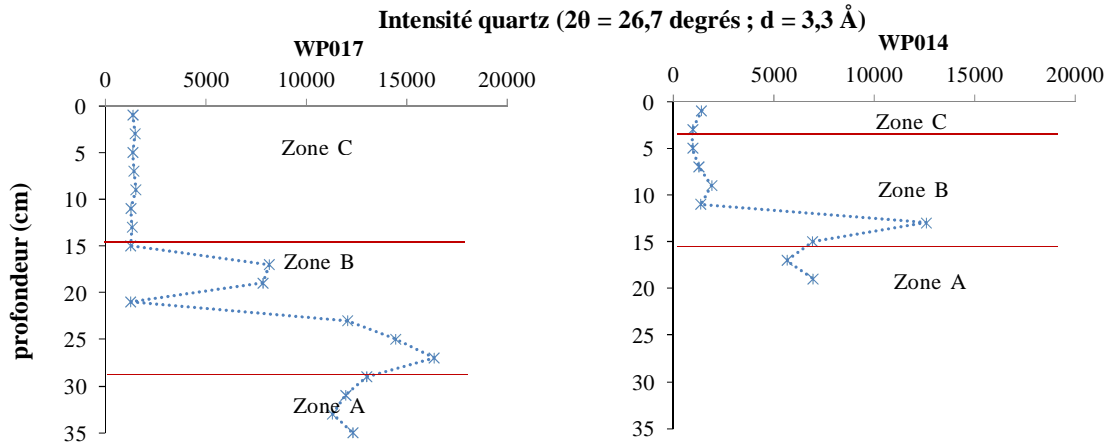 Intensité quartz (2θ = 26,7 degrés ; d = 3,3 Å)
WP017
WP014
0 5000 10000 15000 20000
0 5000 10000 15000 20000
profondeur (cm)
0
5
10
15
20
25
30
35
Zone C
Zone B
Zone A
0
5
10
15
20
25
30
35
Zone C
Zone B
Zone A